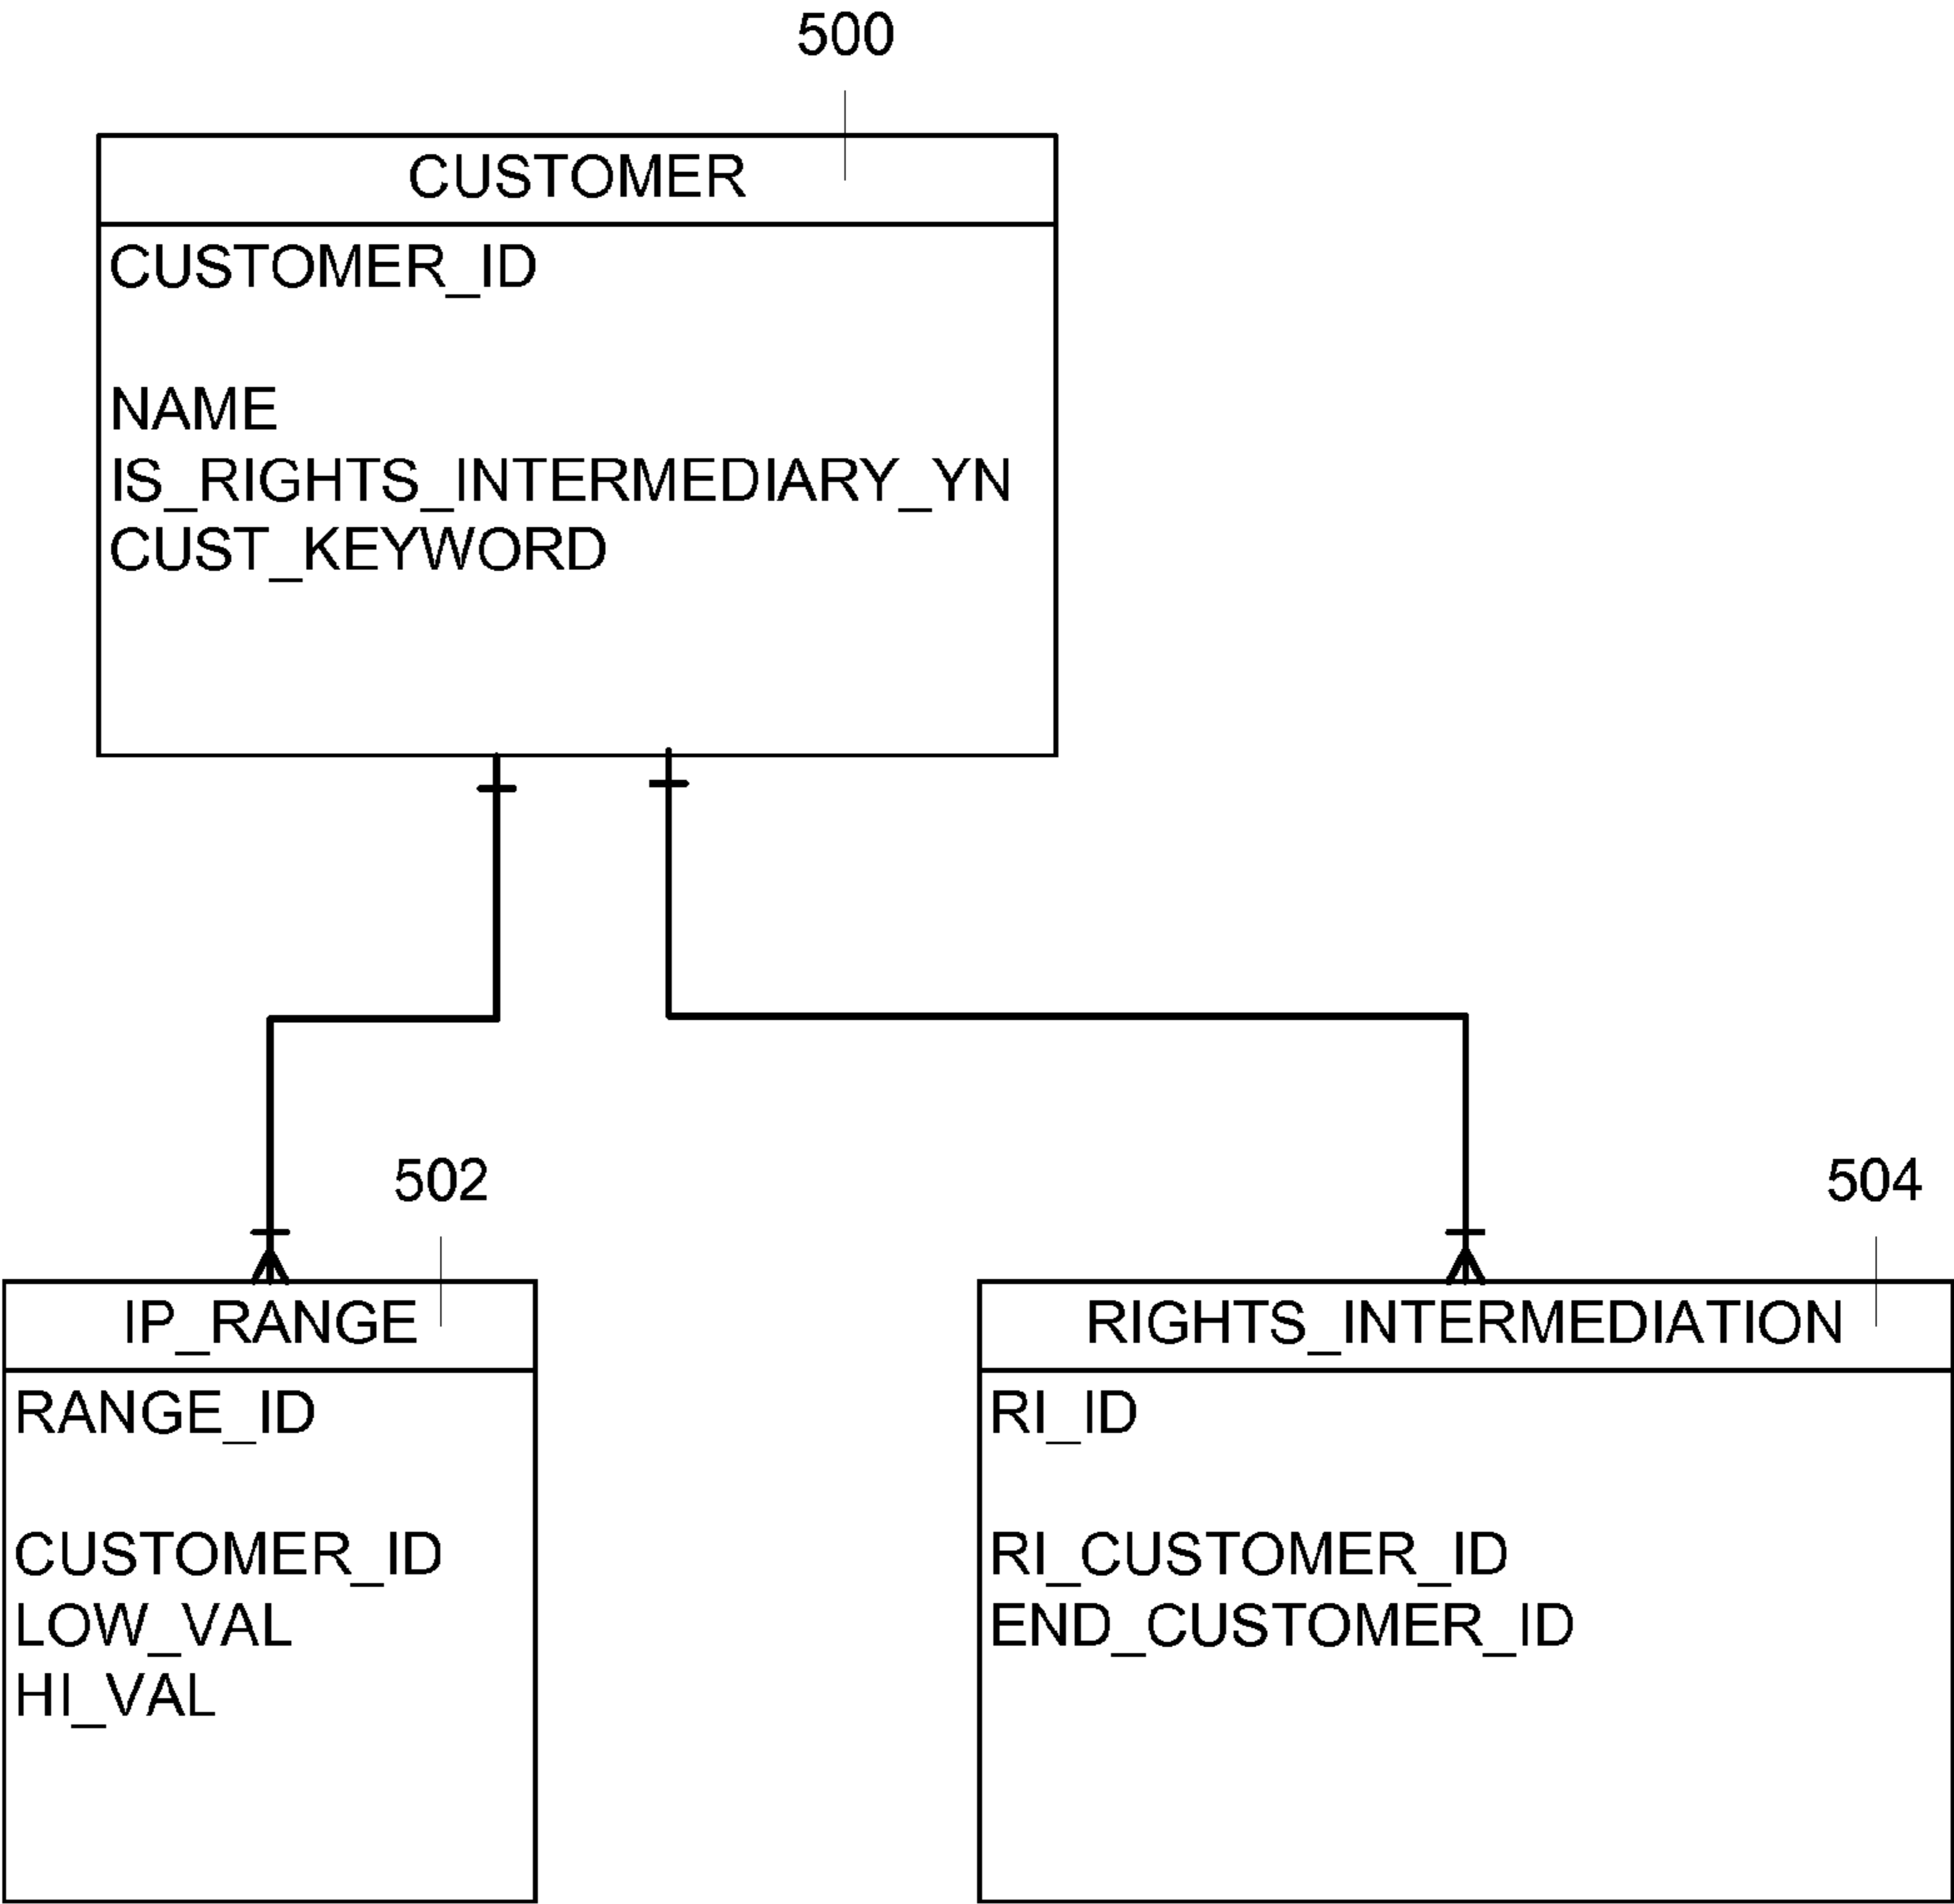 500
CUSTOMER
CUSTOMER_ID
NAME
IS_RIGHTS_INTERMEDIARY_YN
CUST_KEYWORD
502
IP_RANGE
RANGE_ID
CUSTOMER_ID
LOW_VAL
HI_VAL
504
RIGHTS_INTERMEDIATION
RI_ID
RI_CUSTOMER_ID
END_CUSTOMER_ID